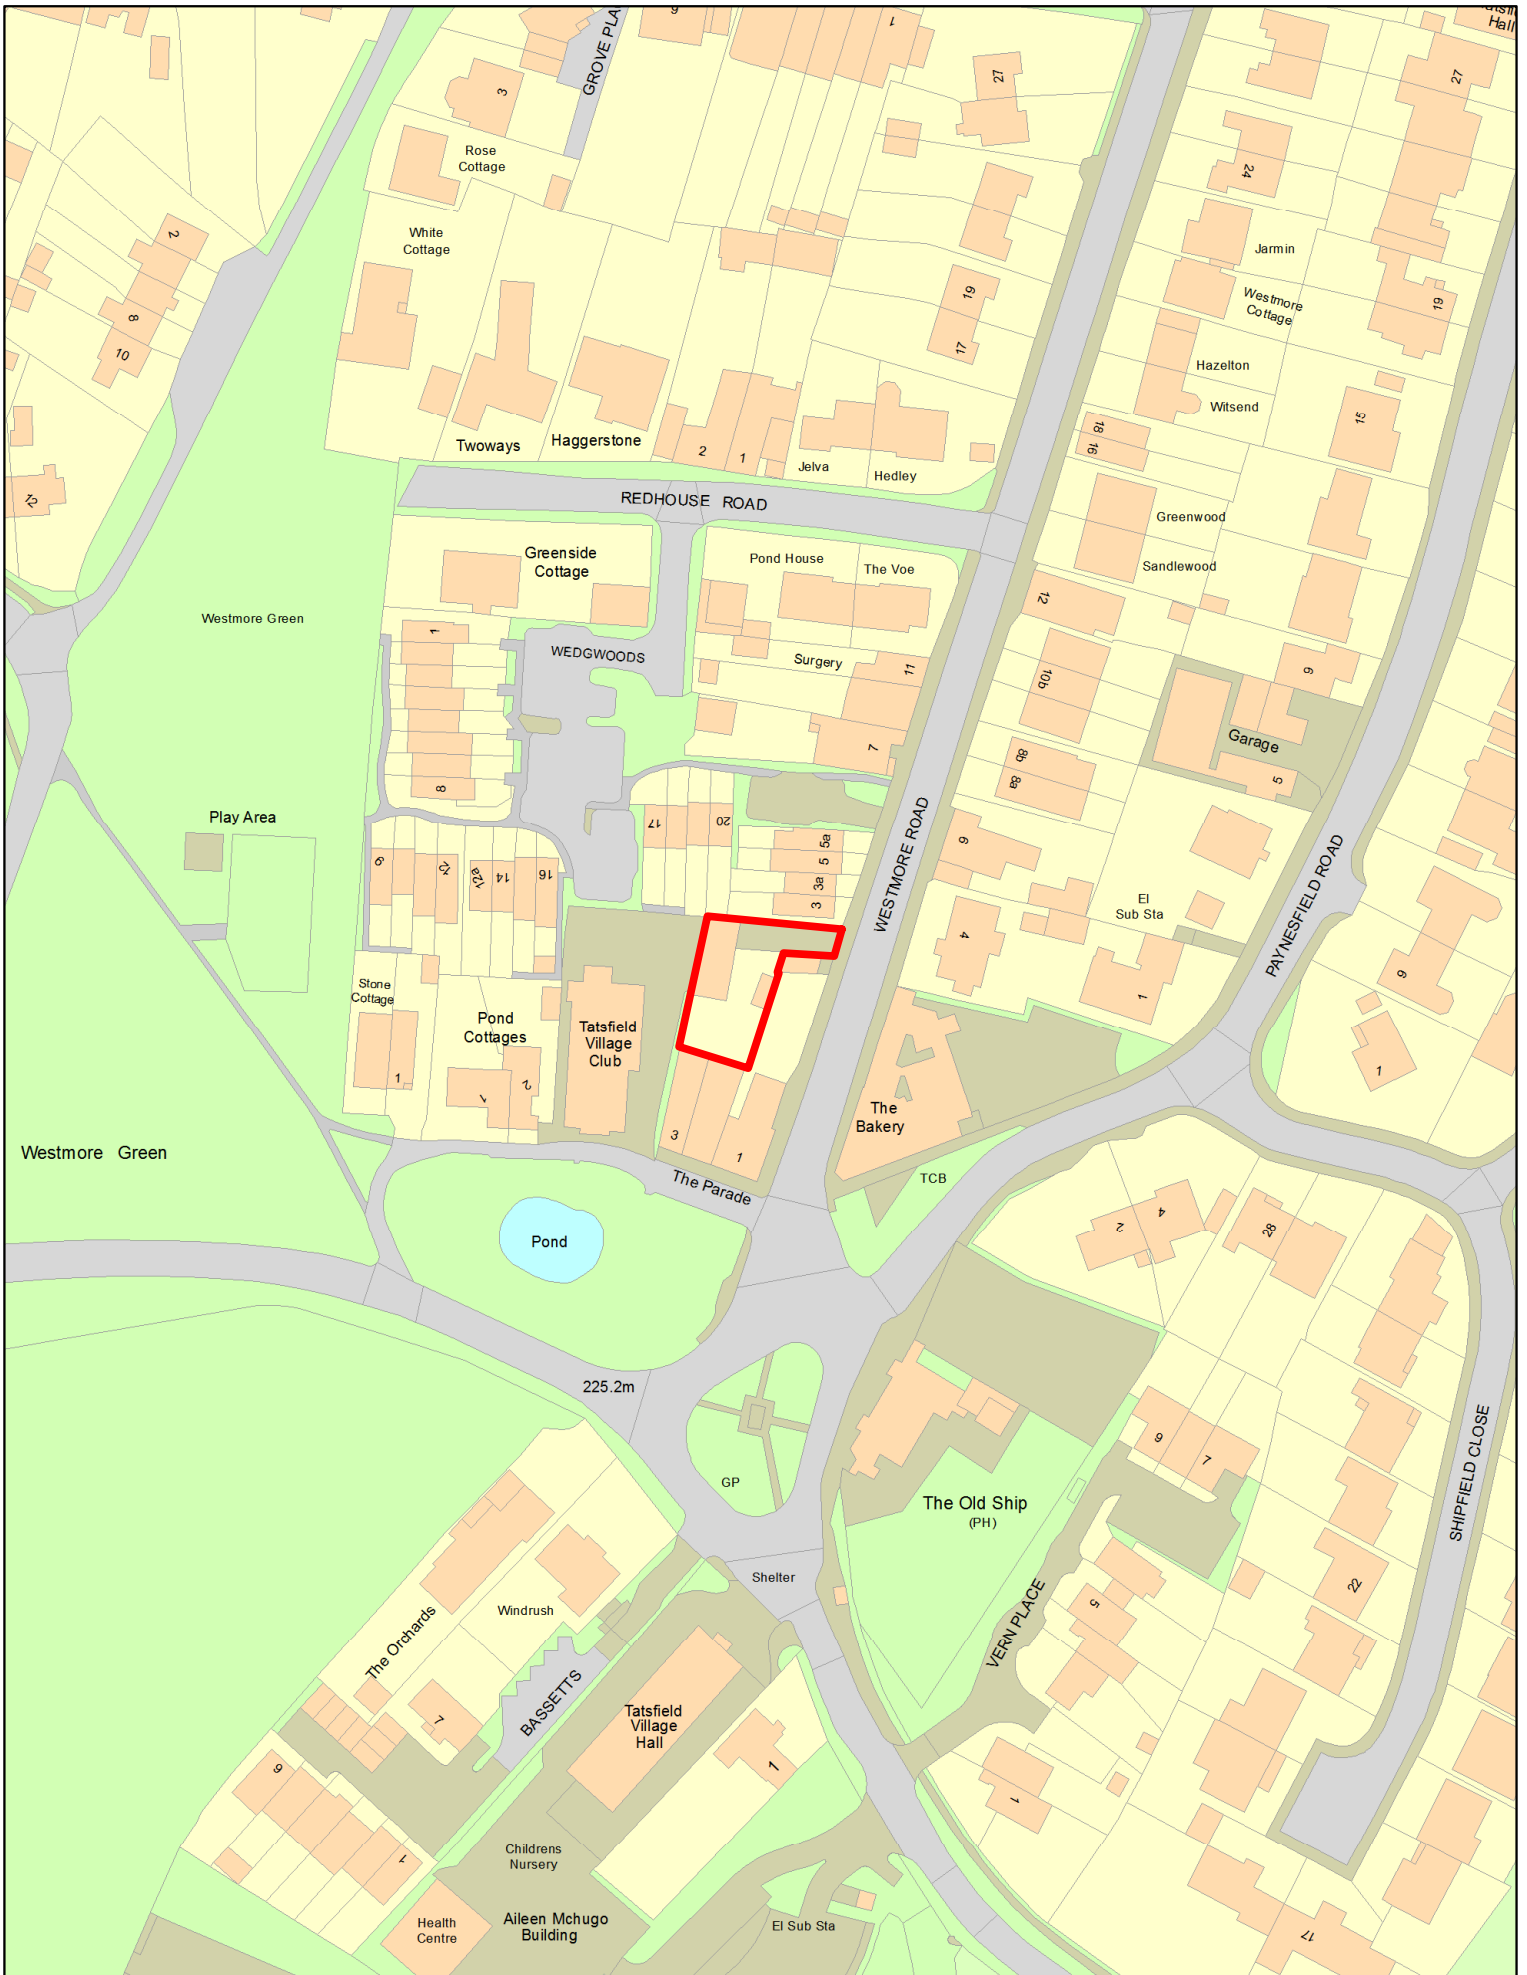 GROVE PLA
Hall
9
1
27
27
3
Rose
Cottage
24
White
Cottage
2
Jarmin
Westmore
Cottage
19
19
8
10
17
Hazelton
Witsend
15
18
16
Twoways
Haggerstone
2
1
Jelva
Hedley
12
REDHOUSE ROAD
Greenwood
Sandlewood
Greenside
Cottage
Pond House
The Voe
12
Westmore Green
1
WEDGWOODS
Surgery
11
10b
9
7
Garage
8b
8a
5
8
Play Area
17
20
5a
5
3a
3
WESTMORE ROAD
6
PAYNESFIELD ROAD
9
12
12a
14
16
El
Sub Sta
4
1
9
Stone
Cottage
1
Pond
Cottages
1
2
Tatsfield
Village
Club
The
Bakery
1
Westmore Green
3
1
The Parade
TCB
Pond
2
4
28
225.2m
GP
The Old Ship
(PH)
9
7
SHIPFIELD CLOSE
Shelter
Windrush
The Orchards
VERN PLACE
5
22
7
BASSETTS
Tatsfield
Village
Hall
1
9
1
1
Childrens
Nursery
Health
Centre
Aileen Mchugo
Building
El Sub Sta
17